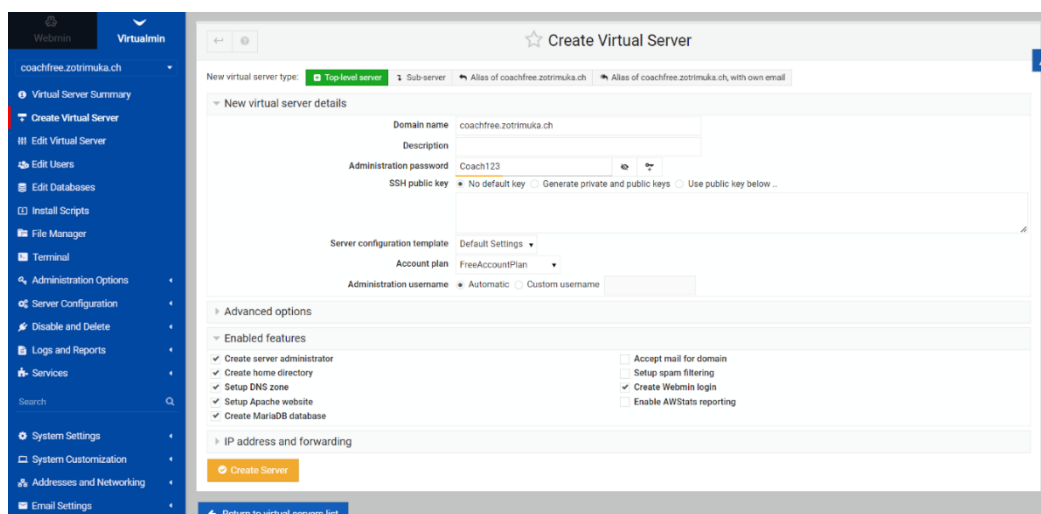 Webmin
Virtualmin
coachfree.zotrimuka.ch
Virtual Server Summary
Create Virtual Server
Edit Virtual Server
Edit Users
Edit Databases
Install Scripts
File Manager
Terminal
Administration Options
Server Configuration
Disable and Delete
Logs and Reports
Services
Search
System Settings
System Customization
Addresses and Networking
Email Settings
Create Virtual Server
New virtual server type: Top-level server Sub-server Alias of coachfree.zotrimuka.ch Alias of coachfree.zotrimuka.ch, with own email
New virtual server details
Domain name coachfree.zotrimuka.ch
Description
Administration password Coach123
SSH public key No default key Generate private and public keys Use public key below ..
Server configuration template Default Settings
Account plan FreeAccountPlan
Administration username Automatic Custom username
Advanced options
Enabled features
Create server administrator Accept mail for domain
Create home directory Setup spam filtering
Setup DNS zone Create Webmin login
Setup Apache website Enable AWStats reporting
Create MariaDB database
IP address and forwarding
Create Server
Return to virtual servers list